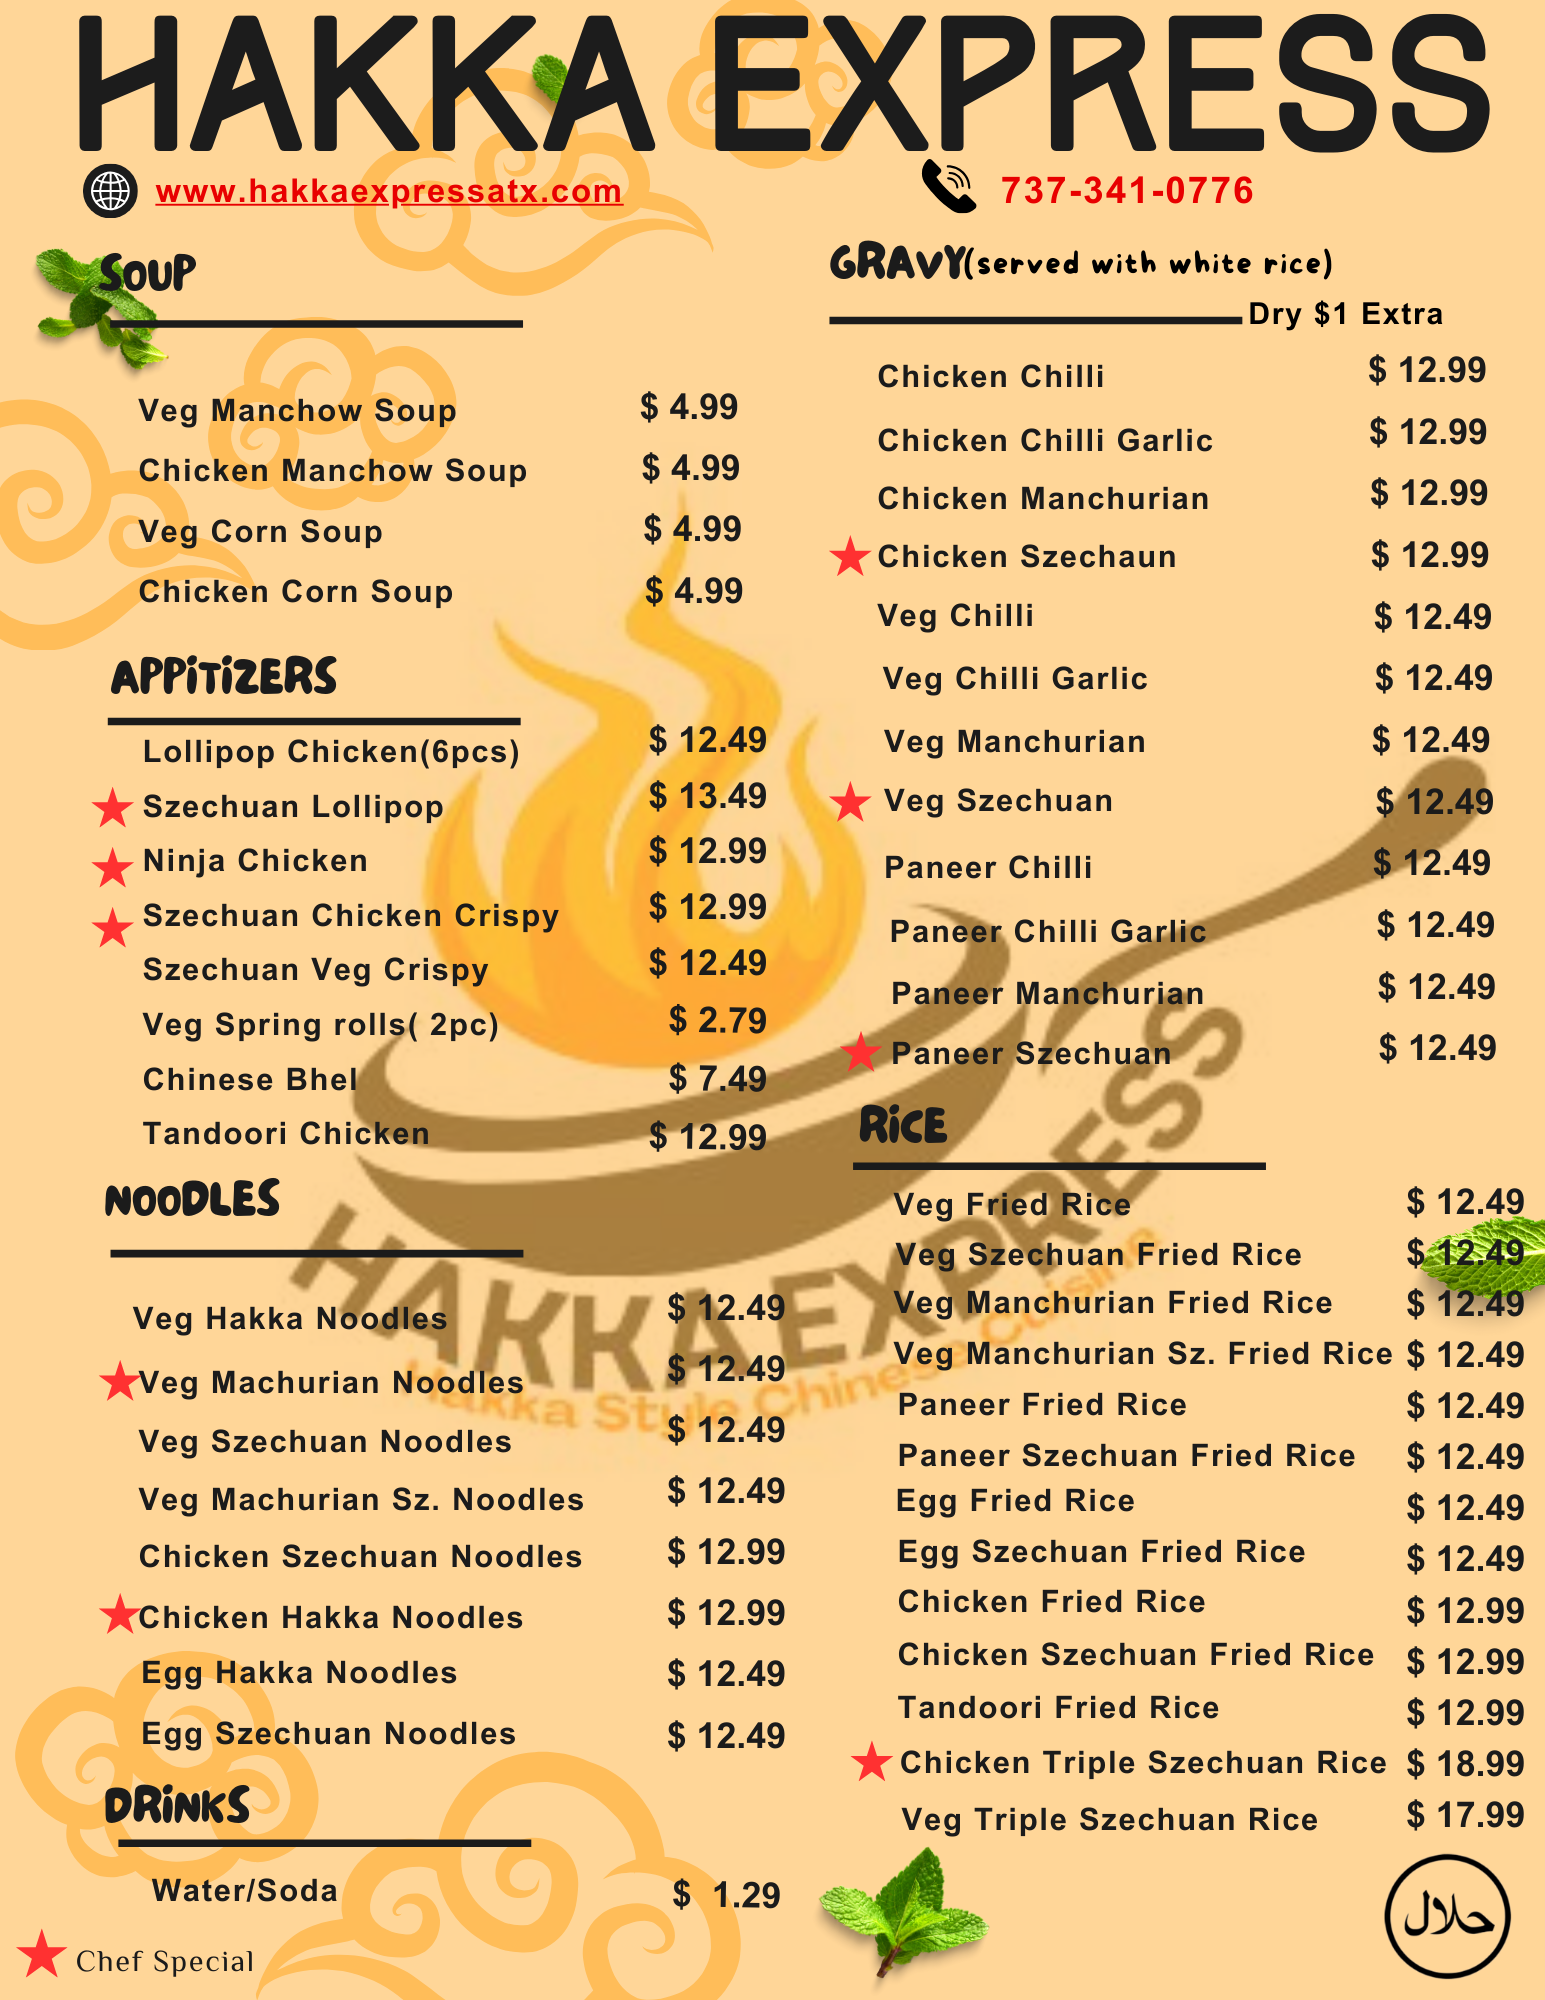 HAKKA EXPRESS
www.hakkaexpressatx.com
737-341-0776
SOUP
Veg Manchow Soup $ 4.99
Chicken Manchow Soup $ 4.99
Veg Corn Soup $ 4.99
Chicken Corn Soup $ 4.99
APPiTiZERS
Lollipop Chicken(6pcs) $ 12.49
Szechuan Lollipop $ 13.49
Ninja Chicken $ 12.99
Szechuan Chicken Crispy $ 12.99
Szechuan Veg Crispy $ 12.49
Veg Spring rolls( 2pc) $ 2.79
Chinese Bhel $ 7.49
Tandoori Chicken $ 12.99
NOODLES
Veg Hakka Noodles $ 12.49
Veg Machurian Noodles $ 12.49
Veg Szechuan Noodles $ 12.49
Veg Machurian Sz. Noodles $ 12.49
Chicken Szechuan Noodles $ 12.99
Chicken Hakka Noodles $ 12.99
Egg Hakka Noodles $ 12.49
Egg Szechuan Noodles $ 12.49
DRiNKS
Water/Soda $ 1.29
Chef Special
GRAVY(served with white rice)
Dry $1 Extra
Chicken Chilli $ 12.99
Chicken Chilli Garlic $ 12.99
Chicken Manchurian $ 12.99
Chicken Szechaun $ 12.99
Veg Chilli $ 12.49
Veg Chilli Garlic $ 12.49
Veg Manchurian $ 12.49
Veg Szechuan $ 12.49
Paneer Chilli $ 12.49
Paneer Chilli Garlic $ 12.49
Paneer Manchurian $ 12.49
Paneer Szechuan $ 12.49
RiCE
Veg Fried Rice $ 12.49
Veg Szechuan Fried Rice $ 12.49
Veg Manchurian Fried Rice $ 12.49
Veg Manchurian Sz. Fried Rice $ 12.49
Paneer Fried Rice $ 12.49
Paneer Szechuan Fried Rice $ 12.49
Egg Fried Rice $ 12.49
Egg Szechuan Fried Rice $ 12.49
Chicken Fried Rice $ 12.99
Chicken Szechuan Fried Rice $ 12.99
Tandoori Fried Rice $ 12.99
Chicken Triple Szechuan Rice $ 18.99
Veg Triple Szechuan Rice $ 17.99
حلال
HAKKA EXPRESS
Hakka Style Chinese Cuisine